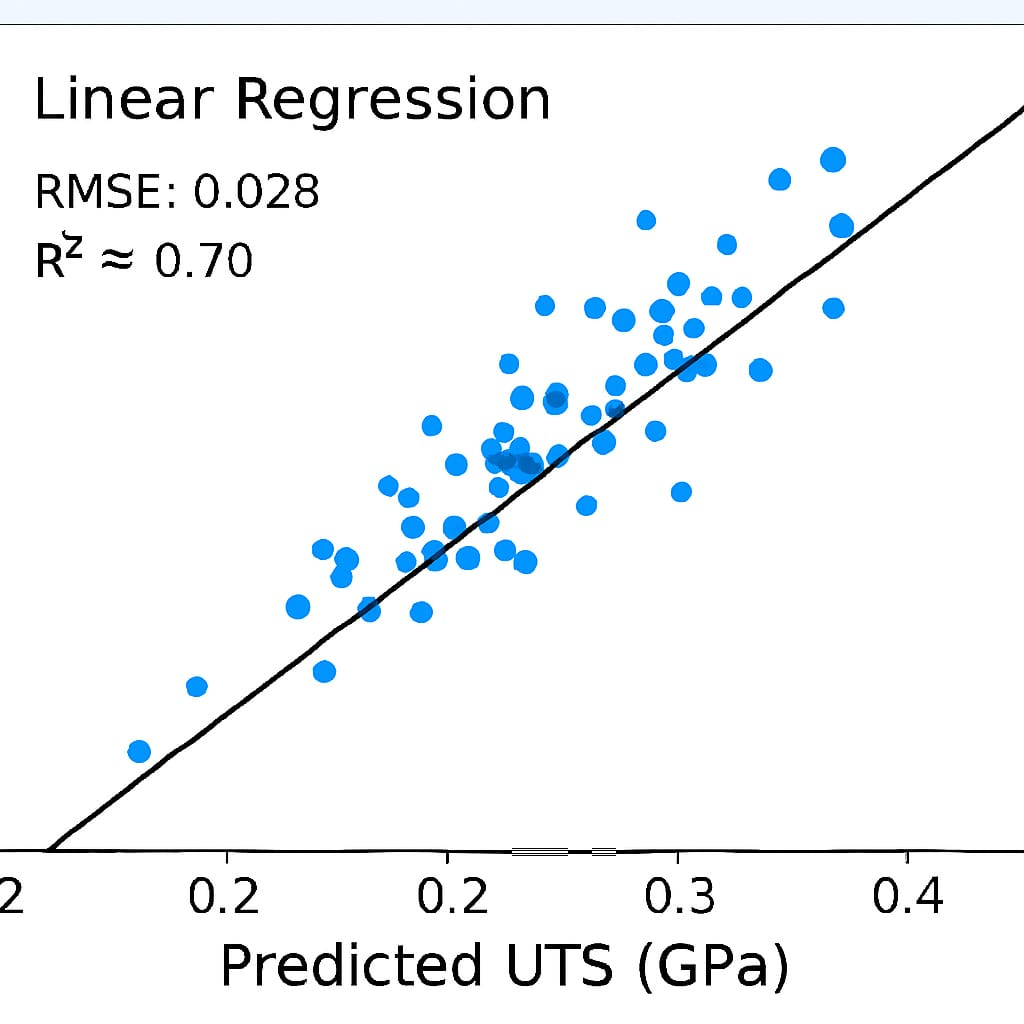 Linear Regression
RMSE: 0.028
R² ≈ 0.70
2 0.2 0.2 0.3 0.4
Predicted UTS (GPa)